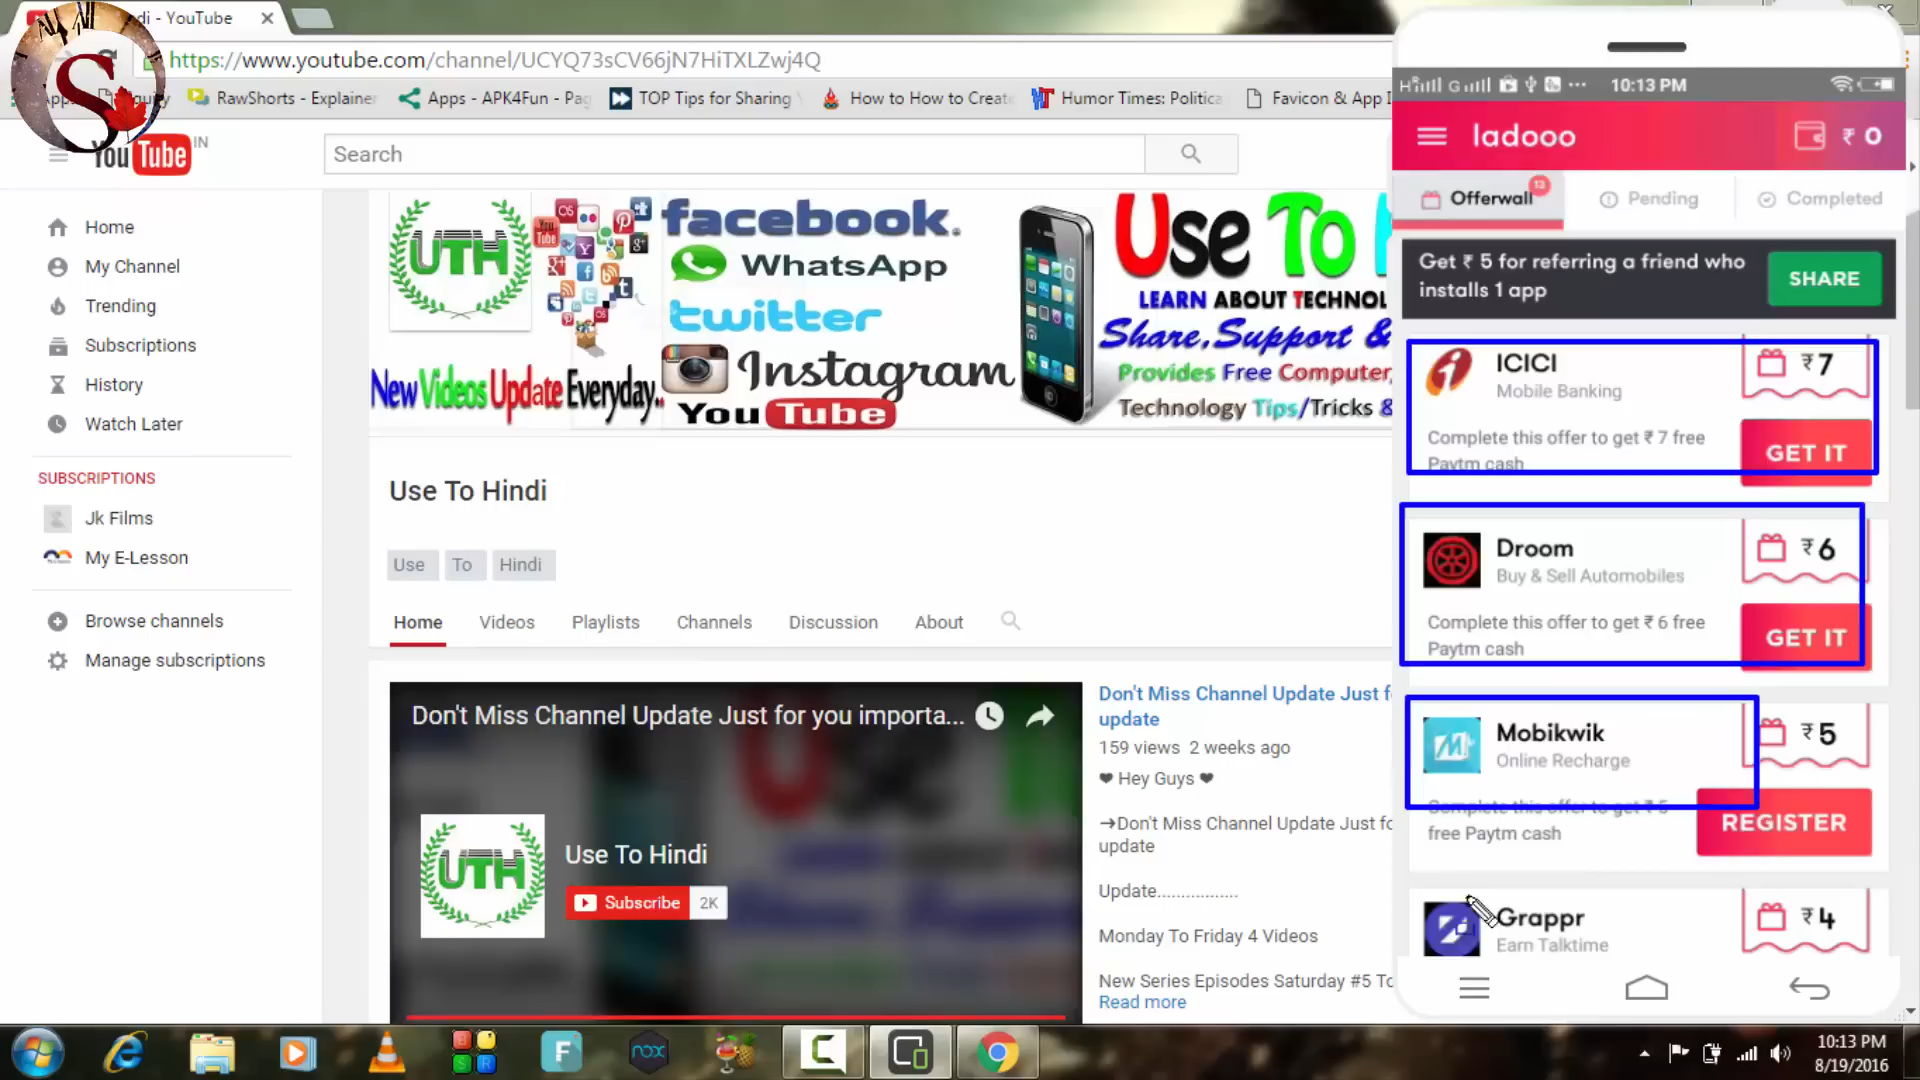 - YouTube
https://www.youtube.com/channel/UCYQ73sCV66jN7HiTXLZwj4Q
RawShorts - Explainer
Apps - APK4Fun - Pag
TOP Tips for Sharing
How to How to Create
Humor Times: Politica
Favicon & App I
S
YouTube IN
Search
Home
My Channel
Trending
Subscriptions
History
Watch Later
SUBSCRIPTIONS
Jk Films
My E-Lesson
Browse channels
Manage subscriptions
UTH
facebook.
WhatsApp
twitter
Instagram
YouTube
New Videos Update Everyday..
Use To
LEARN ABOUT TECHNOL
Share,Support &
Provides Free Computer,
Technology Tips/Tricks &
Use To Hindi
Use To Hindi
Home Videos Playlists Channels Discussion About
Don't Miss Channel Update Just for you importa...
UTH
Use To Hindi
Subscribe 2K
Don't Miss Channel Update Just f
update
159 views 2 weeks ago
❤ Hey Guys ❤
→Don't Miss Channel Update Just fo
update
Update................
Monday To Friday 4 Videos
New Series Episodes Saturday #5 To
Read more
10:13 PM
ladooo ₹ 0
Offerwall 13 Pending Completed
Get ₹ 5 for referring a friend who
installs 1 app
SHARE
ICICI ₹7
Mobile Banking
Complete this offer to get ₹ 7 free
Paytm cash
GET IT
Droom ₹6
Buy & Sell Automobiles
Complete this offer to get ₹ 6 free
Paytm cash
GET IT
Mobikwik ₹5
Online Recharge
Complete this offer to get ₹ 5
free Paytm cash
REGISTER
Grappr ₹4
Earn Talktime
F
nox
10:13 PM
8/19/2016